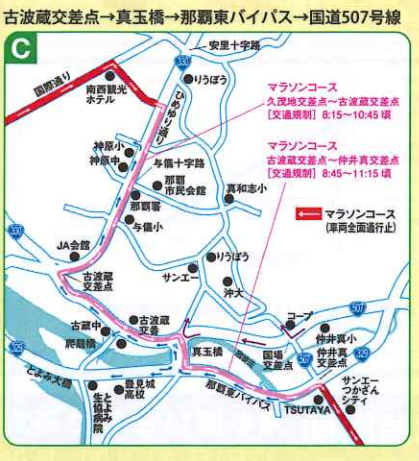 古波蔵交差点→真玉橋→那覇東バイパス→国道507号線
C
安里十字路
330
りうぼう
国際通り
南西観光
ホテル
ひめゆり通り
マラソンコース
久茂地交差点～古波蔵交差点
[交通規制] 8:15～10:45 頃
神原小
神原中
与儀十字路
マラソンコース
古波蔵交差点～仲井真交差点
[交通規制] 8:45～11:15 頃
那覇
市民会館
真和志小
那覇署
与儀小
マラソンコース
(車両全面通行止)
330
JA会館
古波蔵
交差点
りうぼう
サンエー
沖大
507
コープ
古波蔵
交番
古蔵中
爬龍橋
真玉橋
国場
交差点
仲井真小
仲井真
交差点
507
329
329
とよみ大橋
豊見城
高校
とよみ
生協病院
那覇東バイパス
TSUTAYA
サンエー
つかざん
シティ